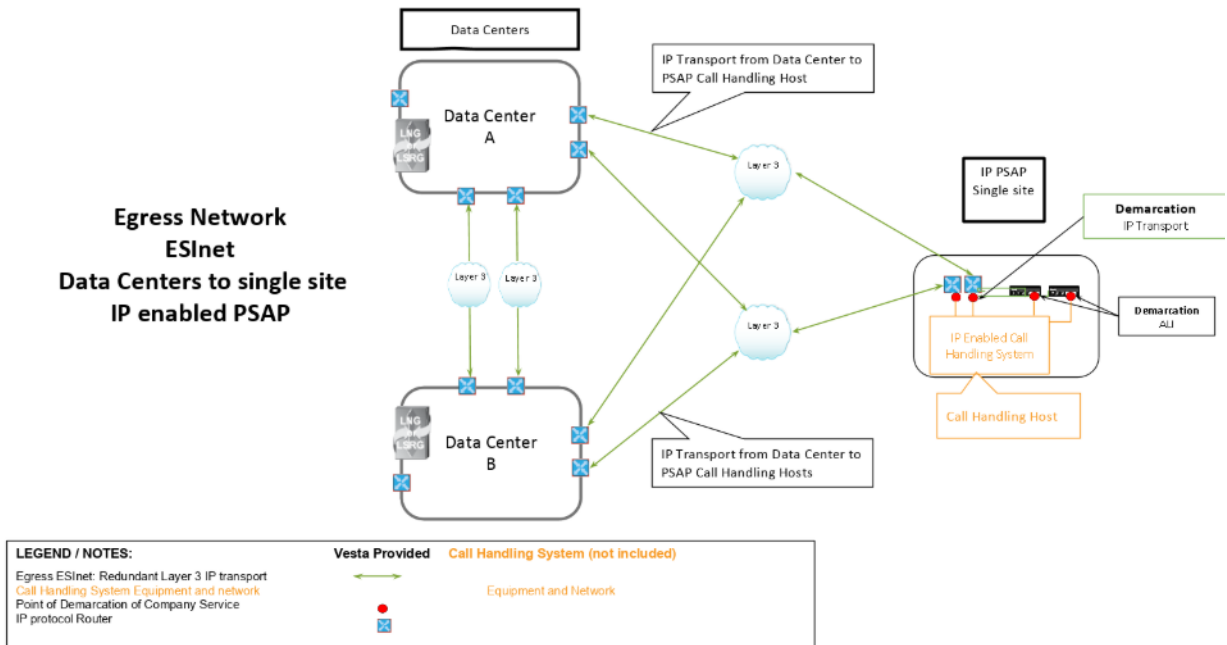 Data Centers
IP Transport from Data Center to
PSAP Call Handling Host
Data Center
A
LNG
LSRG
Layer 3
IP PSAP
Single site
Demarcation
IP Transport
Egress Network
ESInet
Data Centers to single site
IP enabled PSAP
Layer 3
Layer 3
Layer 3
Demarcation
ALI
IP Enabled Call
Handling System
Call Handling Host
LNG
LSRG
Data Center
B
IP Transport from Data Center to
PSAP Call Handling Hosts
LEGEND / NOTES:
Vesta Provided
Call Handling System (not included)
Egress ESInet: Redundant Layer 3 IP transport
Call Handling System Equipment and network
Equipment and Network
Point of Demarcation of Company Service
IP protocol Router